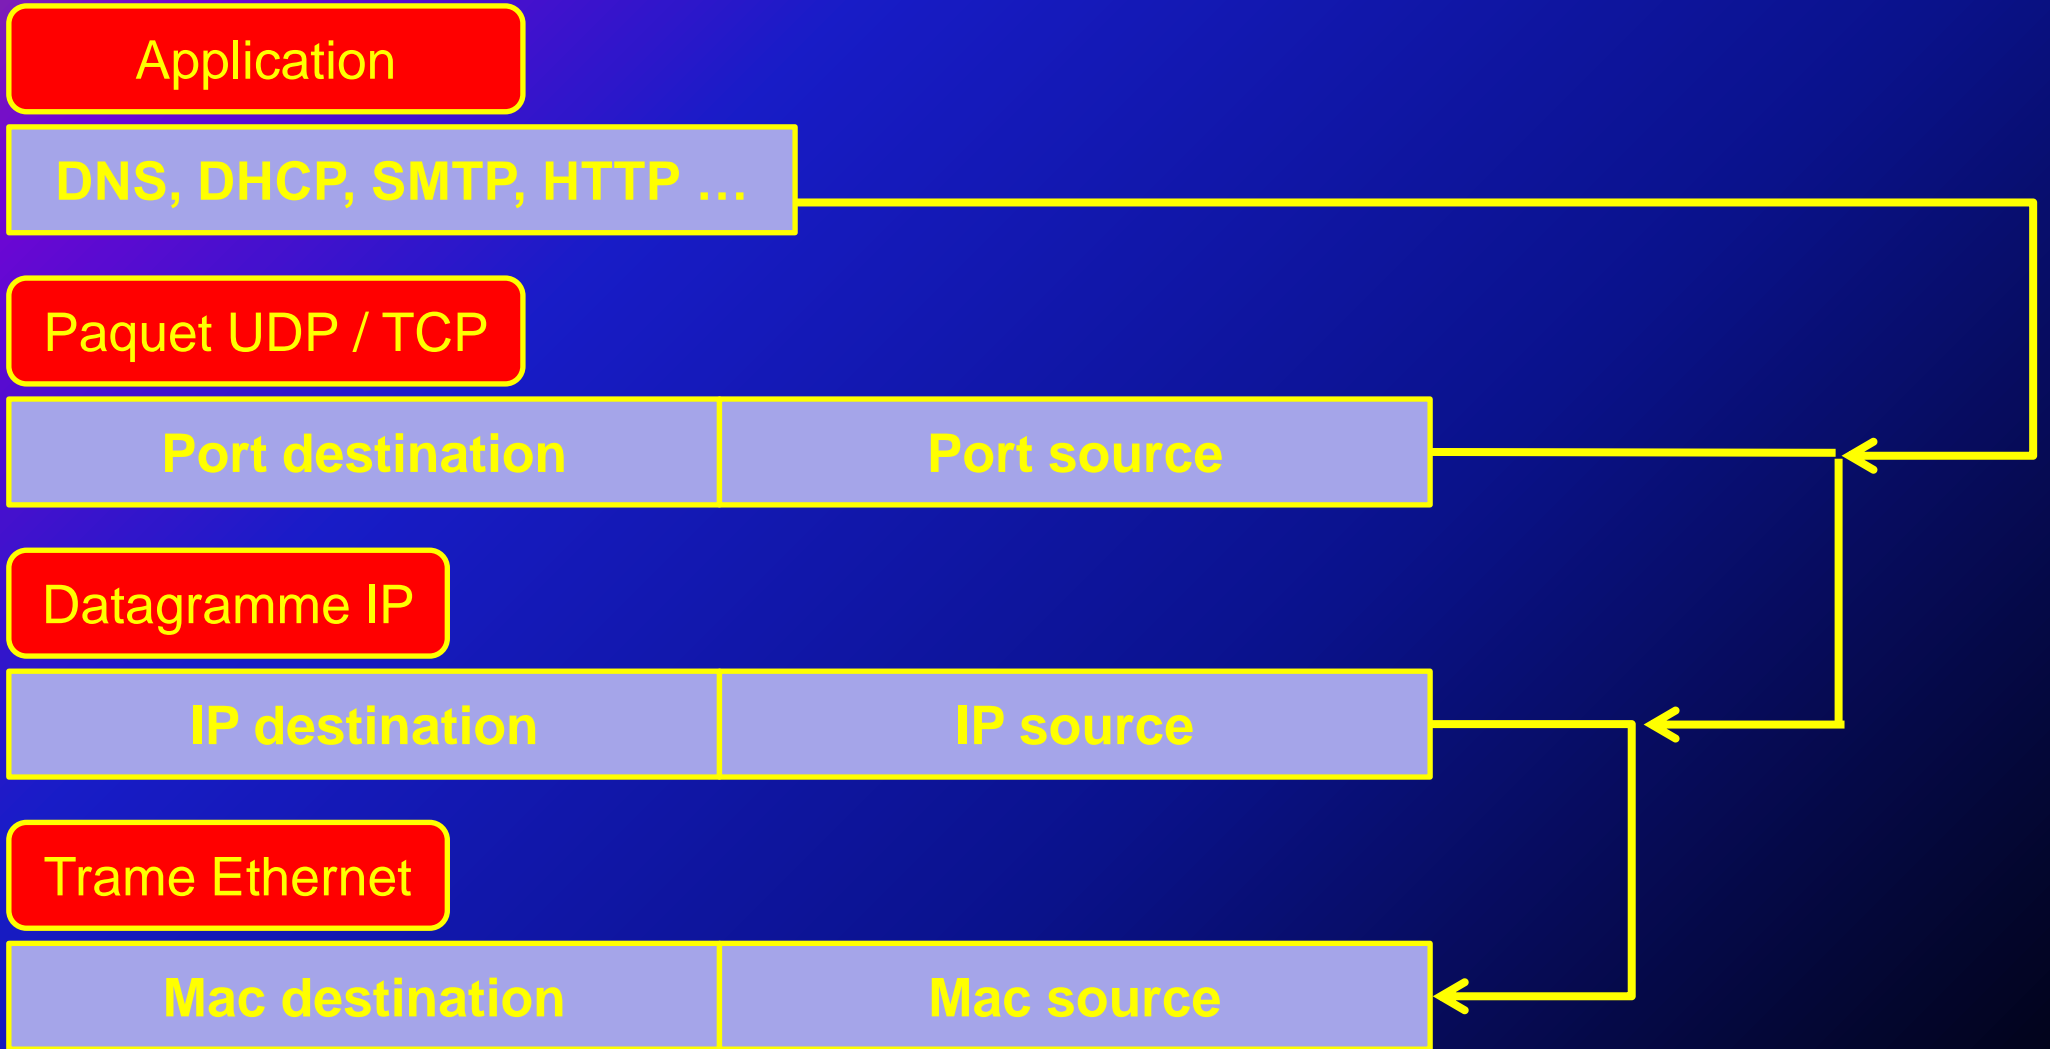 Application
DNS, DHCP, SMTP, HTTP …
Paquet UDP / TCP
Port destination
Port source
Datagramme IP
IP destination
IP source
Trame Ethernet
Mac destination
Mac source